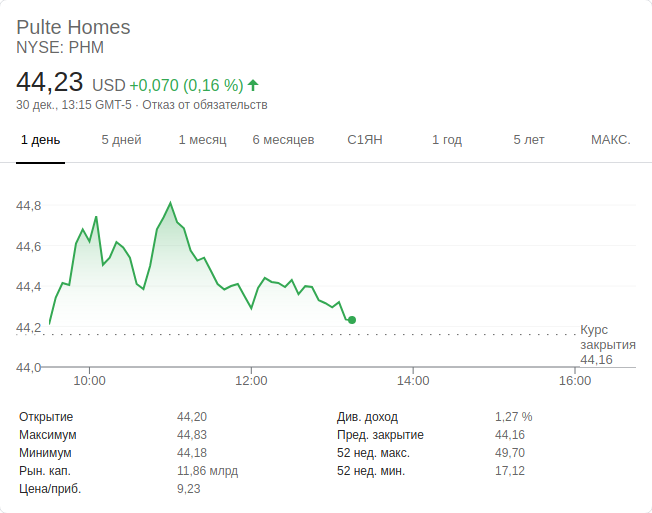 Pulte Homes
NYSE: PHM
44,23 USD +0,070 (0,16 %)
30 дек., 13:15 GMT-5 · Отказ от обязательств
1 день 5 дней 1 месяц 6 месяцев С1ЯН 1 год 5 лет МАКС.
44,8
44,6
44,4
44,2
Курс
закрытия
44,16
44,0
10:00 12:00 14:00 16:00
Открытие 44,20 Див. доход 1,27 %
Максимум 44,83 Пред. закрытие 44,16
Минимум 44,18 52 нед. макс. 49,70
Рын. кап. 11,86 млрд 52 нед. мин. 17,12
Цена/приб. 9,23